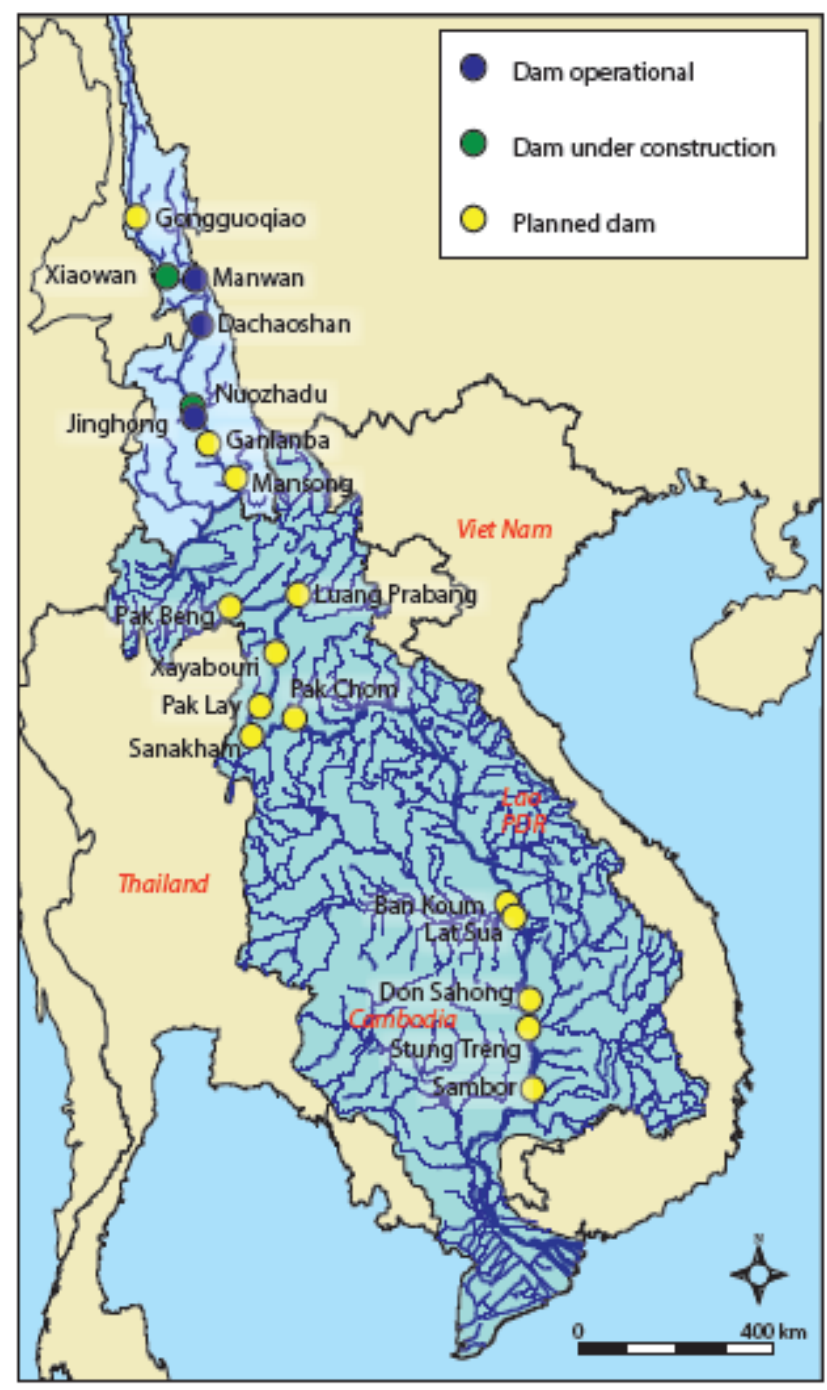 Dam operational
Dam under construction
Planned dam
Gongguoqiao
Xiaowan
Manwan
Dachaoshan
Nuozhadu
Jinghong
Ganlanba
Mansong
Viet Nam
Luang Prabang
Pak Beng
Xayabouri
Pak Chom
Pak Lay
Sanakham
Lao
PDR
Thailand
Ban Koum
Lat Sua
Don Sahong
Cambodia
Stung Treng
Sambor
N
0 400 km